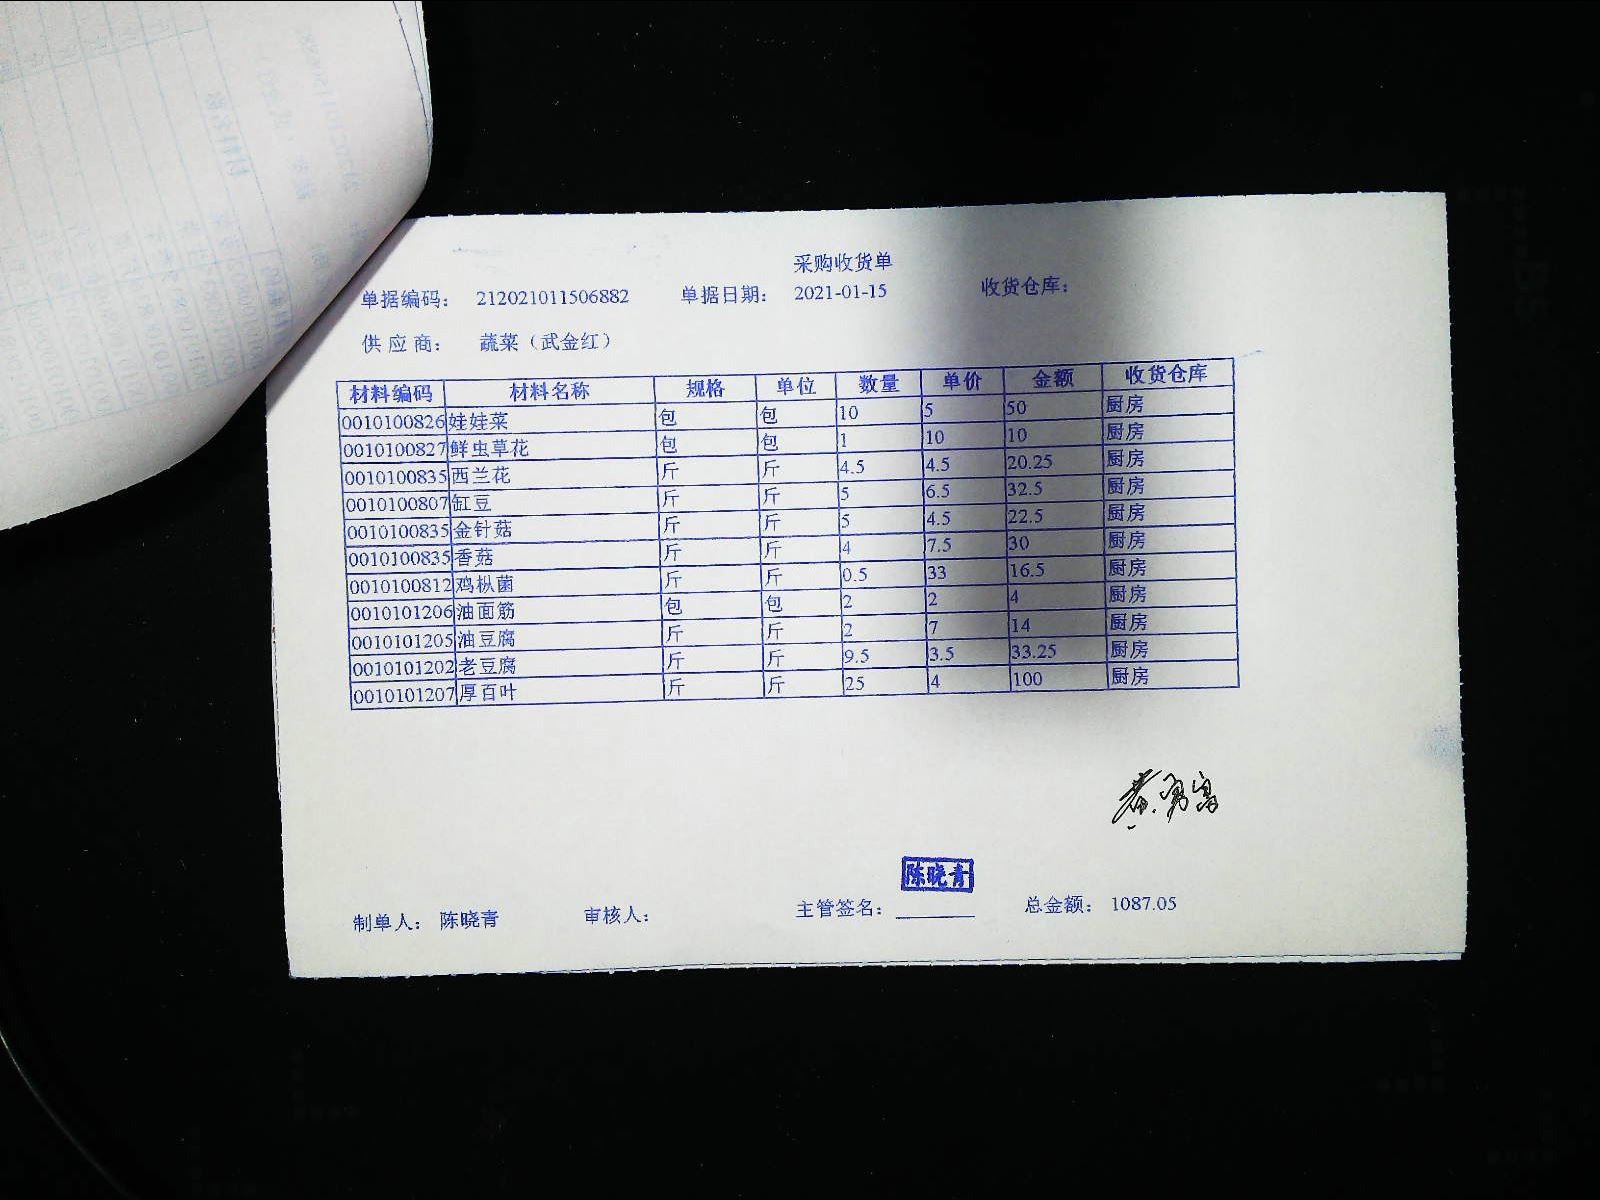 采购收货单
单据编码： 212021011506882 单据日期： 2021-01-15 收货仓库：
供应商： 蔬菜（武金红）
材料编码 材料名称 规格 单位 数量 单价 金额 收货仓库
0010100826 娃娃菜 包 包 10 5 50 厨房
0010100827 鲜虫草花 包 包 1 10 10 厨房
0010100835 西兰花 斤 斤 4.5 4.5 20.25 厨房
0010100807 缸豆 斤 斤 5 6.5 32.5 厨房
0010100835 金针菇 斤 斤 5 4.5 22.5 厨房
0010100835 香菇 斤 斤 4 7.5 30 厨房
0010100812 鸡枞菌 斤 斤 0.5 33 16.5 厨房
0010101206 油面筋 包 包 2 2 4 厨房
0010101205 油豆腐 斤 斤 2 7 14 厨房
0010101202 老豆腐 斤 斤 9.5 3.5 33.25 厨房
0010101207 厚百叶 斤 斤 25 4 100 厨房
陈晓青
制单人： 陈晓青 审核人： 主管签名： 总金额： 1087.05